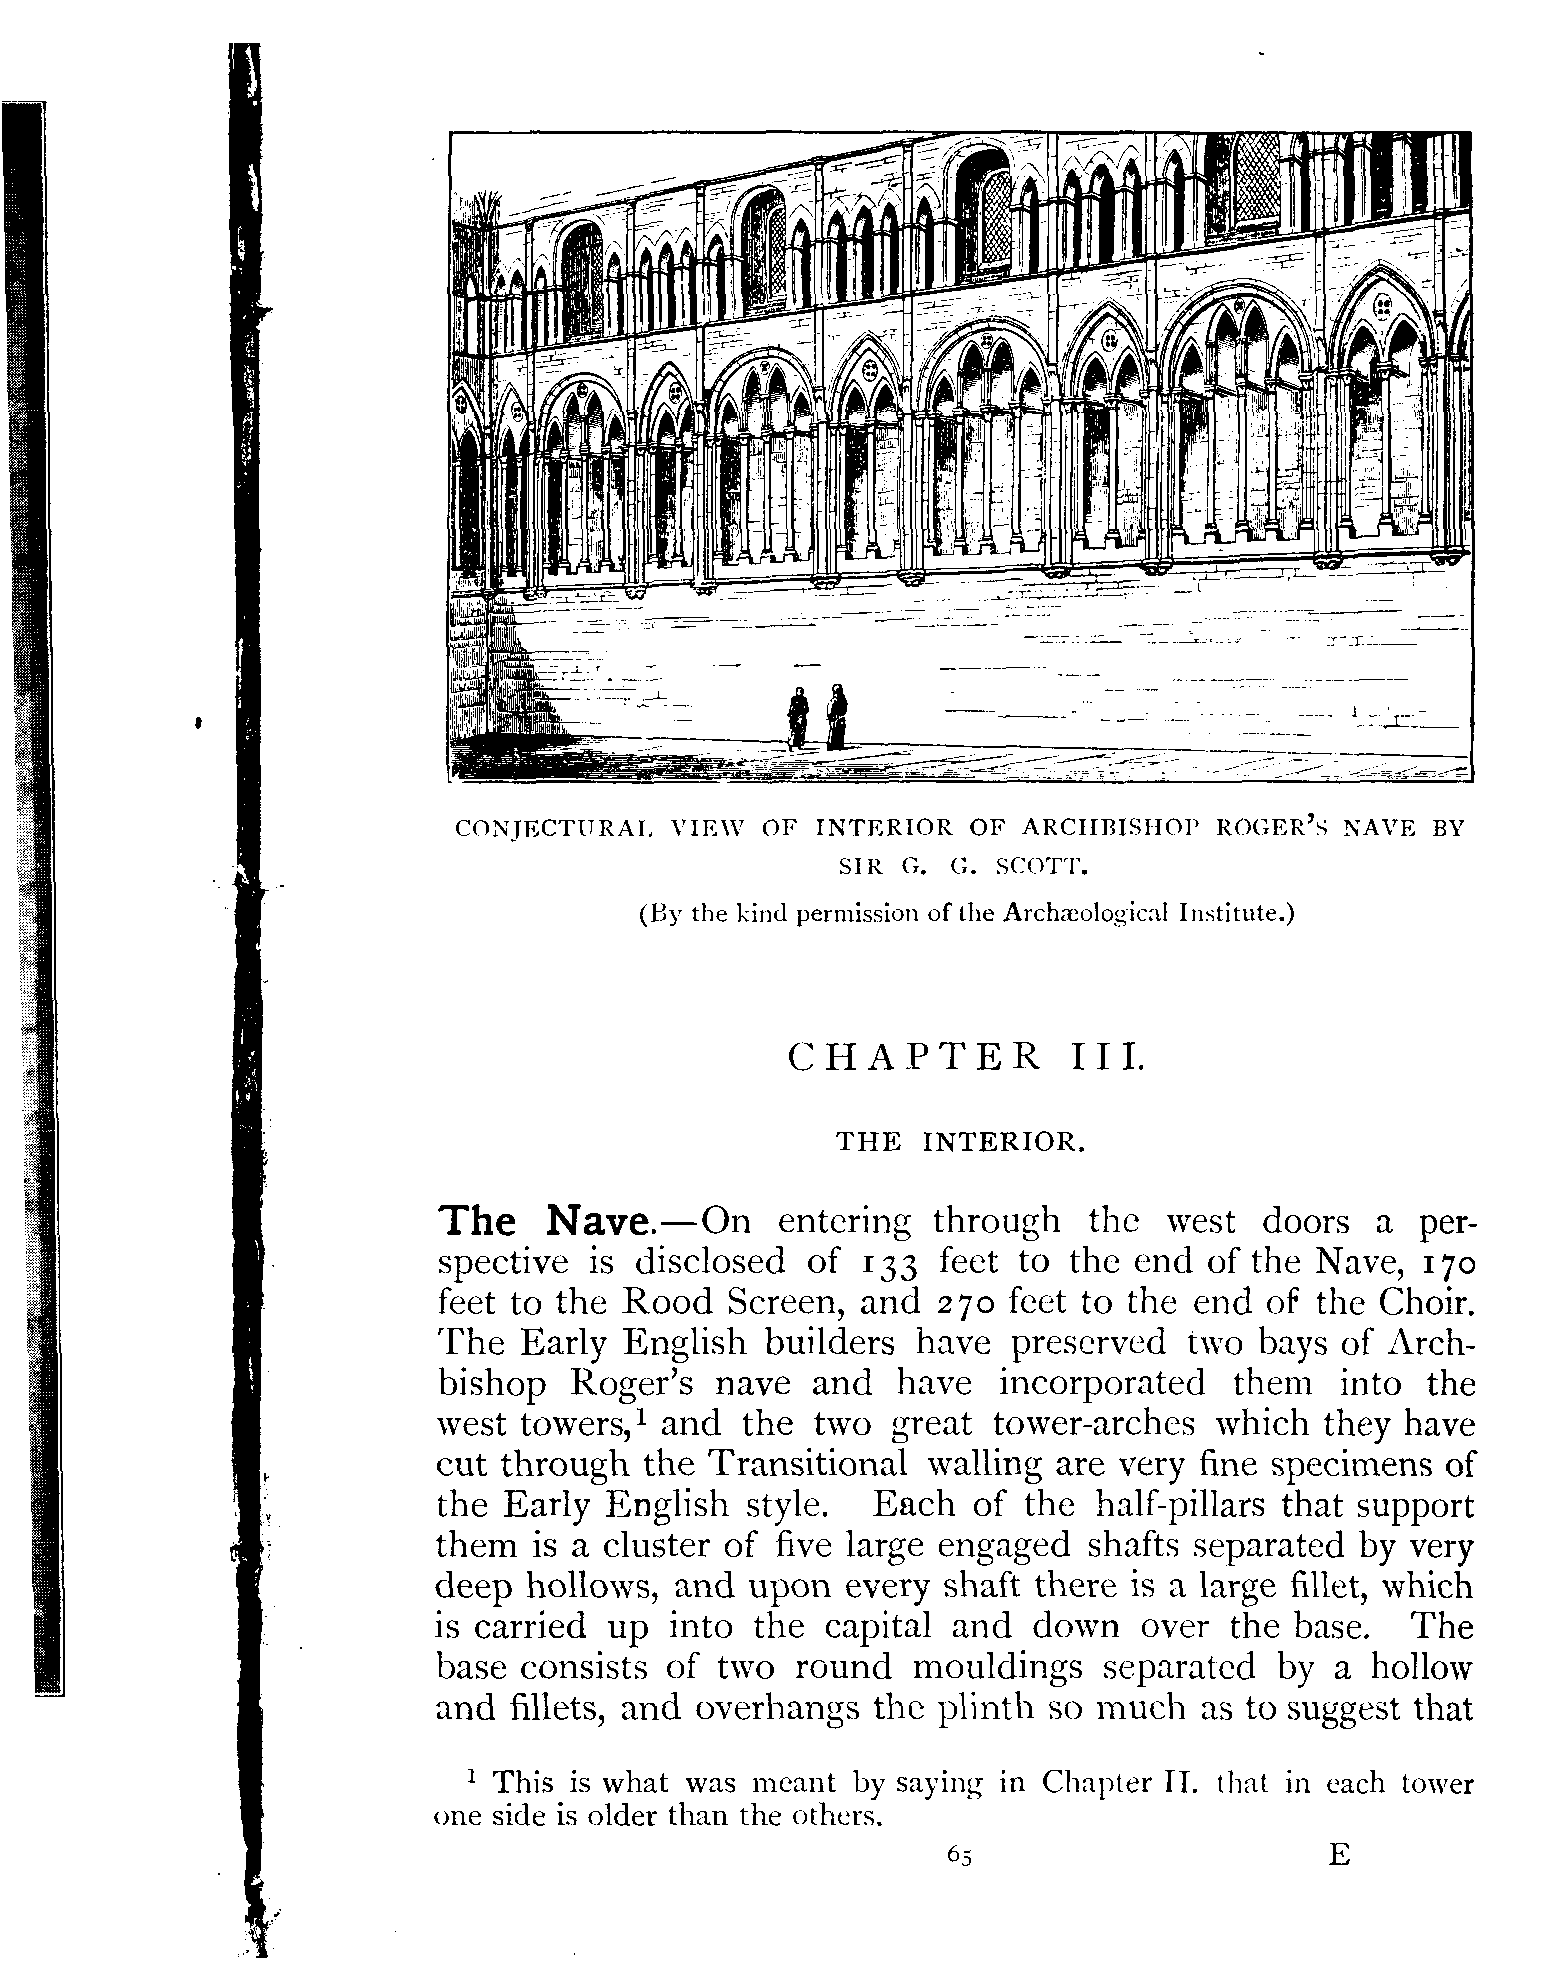 CONJECTURAL VIEW OF INTERIOR OF ARCHBISHOP ROGER'S NAVE BY
SIR G. G. SCOTT.
(By the kind permission of the Archæological Institute.)
CHAPTER III.
THE INTERIOR.
The Nave.—On entering through the west doors a per-
spective is disclosed of 133 feet to the end of the Nave, 170
feet to the Rood Screen, and 270 feet to the end of the Choir.
The Early English builders have preserved two bays of Arch-
bishop Roger's nave and have incorporated them into the
west towers,¹ and the two great tower-arches which they have
cut through the Transitional walling are very fine specimens of
the Early English style. Each of the half-pillars that support
them is a cluster of five large engaged shafts separated by very
deep hollows, and upon every shaft there is a large fillet, which
is carried up into the capital and down over the base. The
base consists of two round mouldings separated by a hollow
and fillets, and overhangs the plinth so much as to suggest that
¹ This is what was meant by saying in Chapter II. that in each tower
one side is older than the others.
65 E